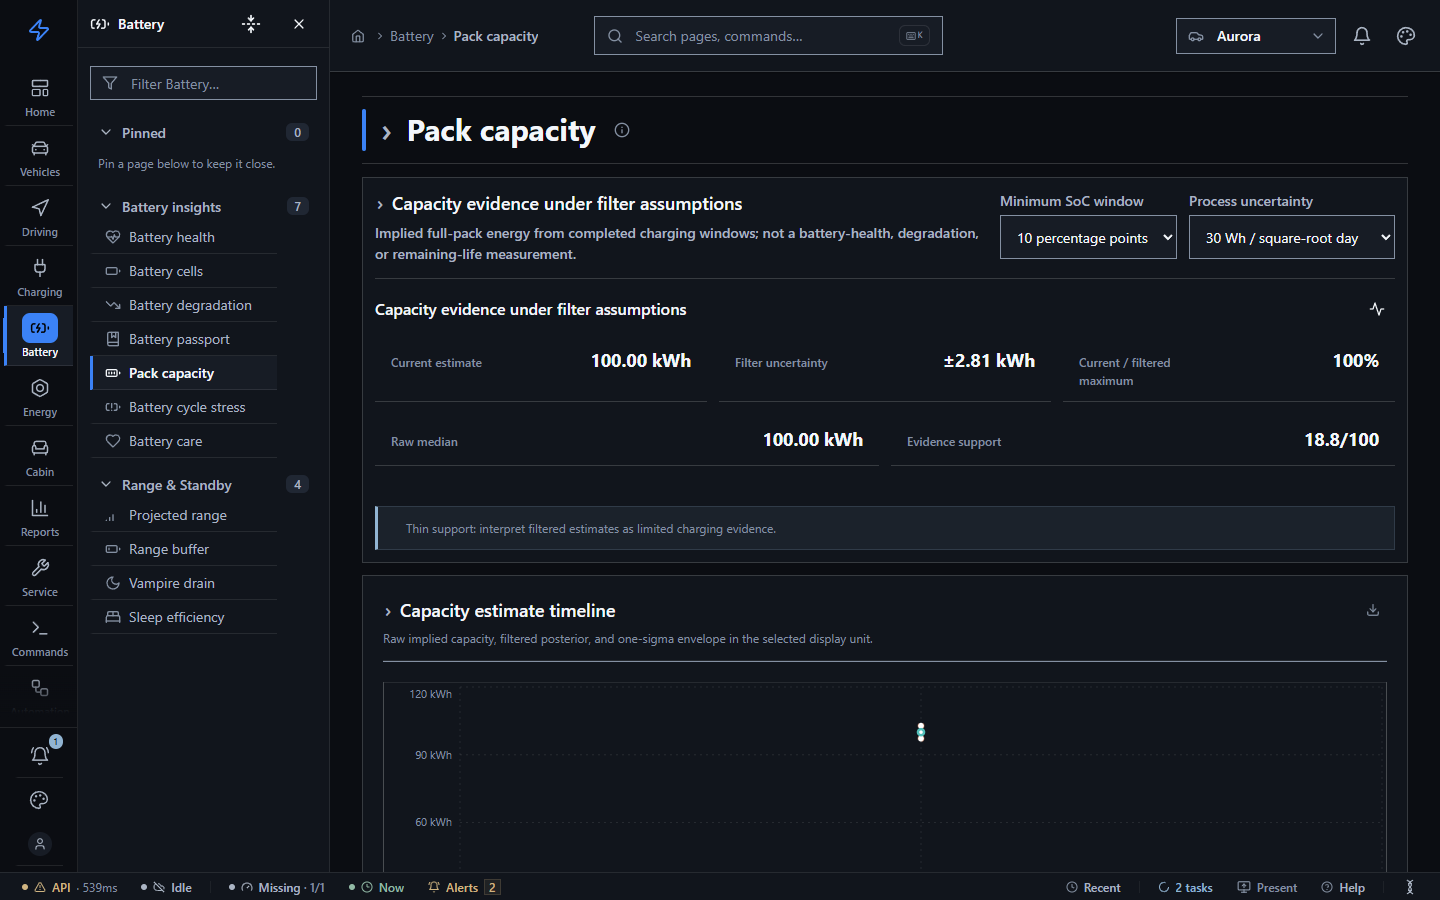 Battery
Battery
Pack capacity
Search pages, commands...
K
Aurora
Home
Vehicles
Driving
Charging
Battery
Energy
Cabin
Reports
Service
Commands
1
Filter Battery...
Pinned
0
Pin a page below to keep it close.
Battery insights
7
Battery health
Battery cells
Battery degradation
Battery passport
Pack capacity
Battery cycle stress
Battery care
Range & Standby
4
Projected range
Range buffer
Vampire drain
Sleep efficiency
Pack capacity
Capacity evidence under filter assumptions
Implied full-pack energy from completed charging windows; not a battery-health, degradation,
or remaining-life measurement.
Minimum SoC window
10 percentage points
Process uncertainty
30 Wh / square-root day
Capacity evidence under filter assumptions
Current estimate
100.00 kWh
Filter uncertainty
±2.81 kWh
Current / filtered
maximum
100%
Raw median
100.00 kWh
Evidence support
18.8/100
Thin support: interpret filtered estimates as limited charging evidence.
Capacity estimate timeline
Raw implied capacity, filtered posterior, and one-sigma envelope in the selected display unit.
120 kWh
90 kWh
60 kWh
API · 539ms
Idle
Missing · 1/1
Now
Alerts 2
Recent
2 tasks
Present
Help